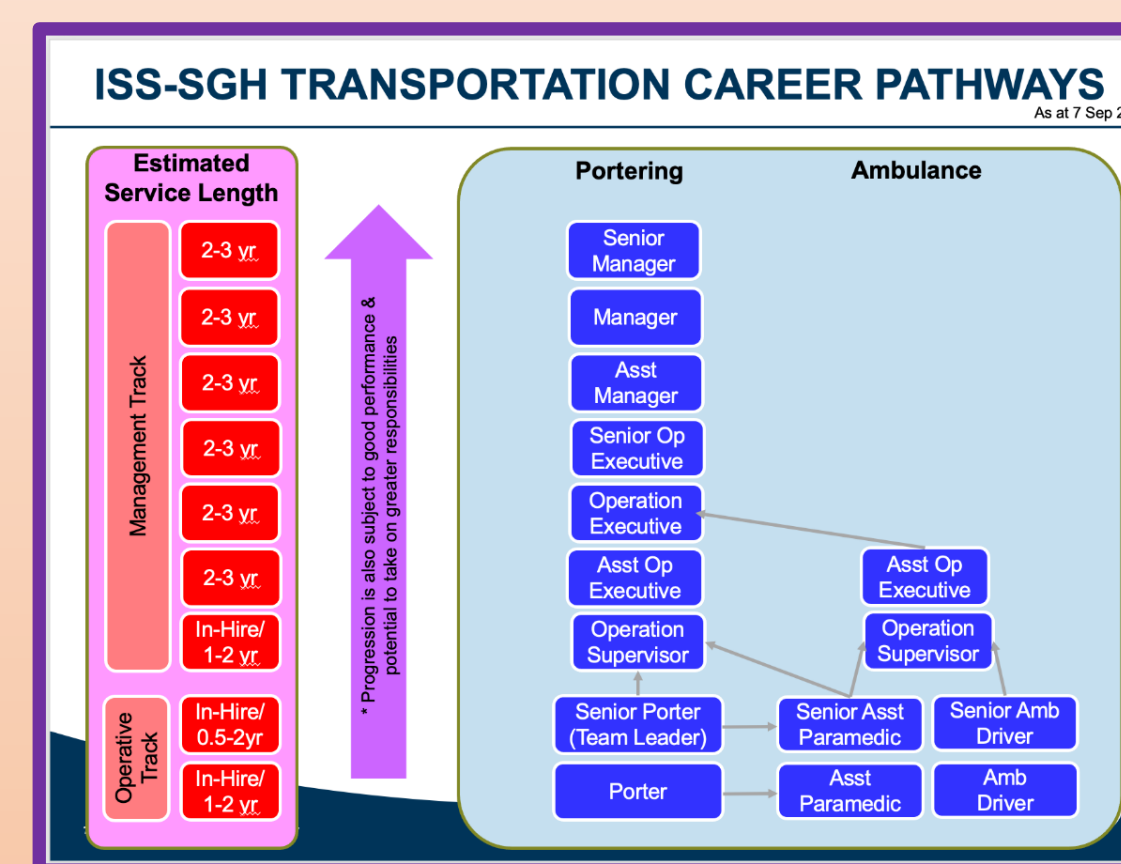 ISS-SGH TRANSPORTATION CAREER PATHWAYS
As at 7 Sep 2
Estimated
Service Length
Management Track
2-3 yr
2-3 yr
2-3 yr
2-3 yr
2-3 yr
2-3 yr
In-Hire/
1-2 yr
Operative
Track
In-Hire/
0.5-2yr
In-Hire/
1-2 yr
* Progression is also subject to good performance &
potential to take on greater responsibilities
Portering
Senior
Manager
Manager
Asst
Manager
Senior Op
Executive
Operation
Executive
Asst Op
Executive
Operation
Supervisor
Senior Porter
(Team Leader)
Porter
Ambulance
Asst Op
Executive
Operation
Supervisor
Senior Asst
Paramedic
Senior Amb
Driver
Asst
Paramedic
Amb
Driver